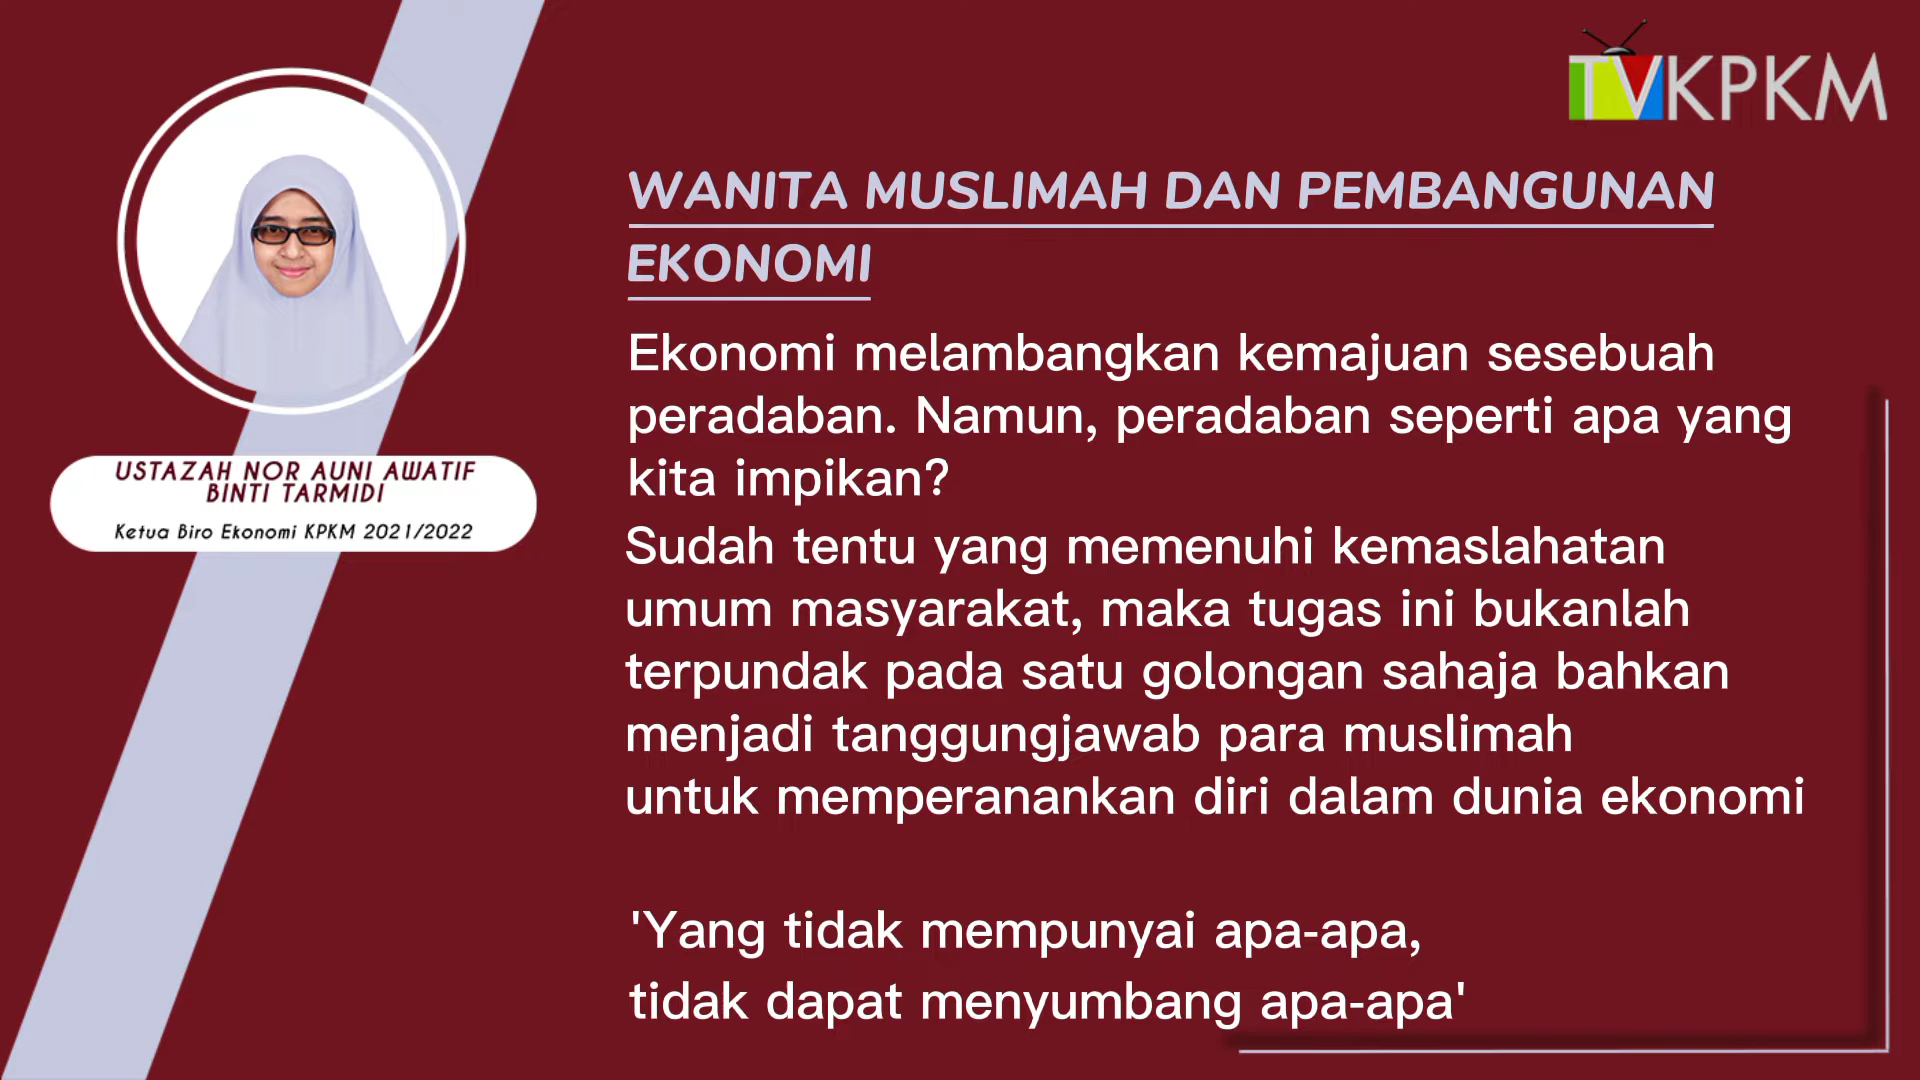 TVKPKM
WANITA MUSLIMAH DAN PEMBANGUNAN
EKONOMI
Ekonomi melambangkan kemajuan sesebuah
peradaban. Namun, peradaban seperti apa yang
kita impikan?
Sudah tentu yang memenuhi kemaslahatan
umum masyarakat, maka tugas ini bukanlah
terpundak pada satu golongan sahaja bahkan
menjadi tanggungjawab para muslimah
untuk memperanankan diri dalam dunia ekonomi
'Yang tidak mempunyai apa-apa,
tidak dapat menyumbang apa-apa'
USTAZAH NOR AUNI AWATIF
BINTI TARMIDI
Ketua Biro Ekonomi KPKM 2021/2022